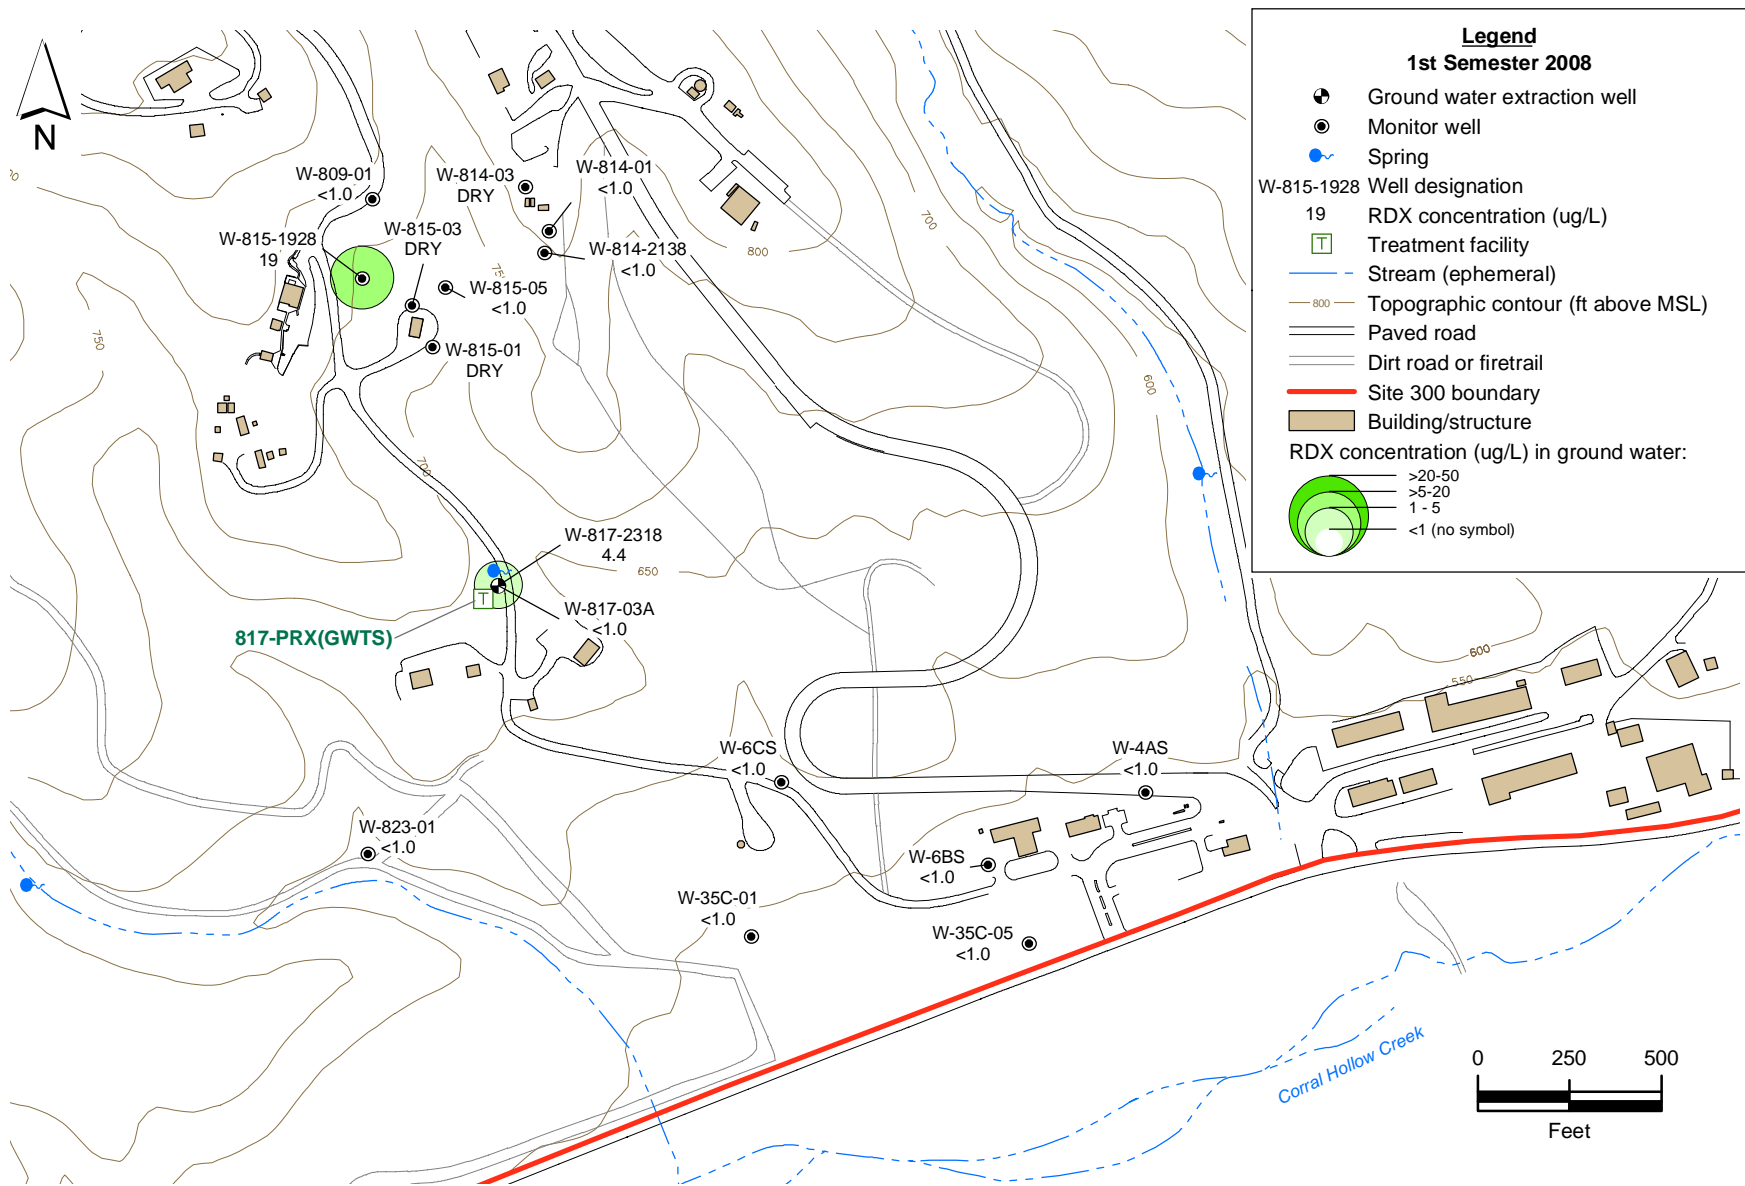 N
Legend
1st Semester 2008
Ground water extraction well
Monitor well
Spring
W-815-1928 Well designation
19 RDX concentration (ug/L)
T Treatment facility
Stream (ephemeral)
800 Topographic contour (ft above MSL)
Paved road
Dirt road or firetrail
Site 300 boundary
Building/structure
RDX concentration (ug/L) in ground water:
>20-50
>5-20
1 - 5
<1 (no symbol)
W-809-01
<1.0
W-814-03
DRY
W-814-01
<1.0
W-815-1928
19
W-815-03
DRY
W-814-2138
<1.0
W-815-05
<1.0
W-815-01
DRY
700
800
750
600
700
W-817-2318
4.4
650
W-817-03A
<1.0
T
817-PRX(GWTS)
600
550
W-6CS
<1.0
W-4AS
<1.0
W-823-01
<1.0
W-6BS
<1.0
W-35C-01
<1.0
W-35C-05
<1.0
Corral Hollow Creek
0 250 500
Feet